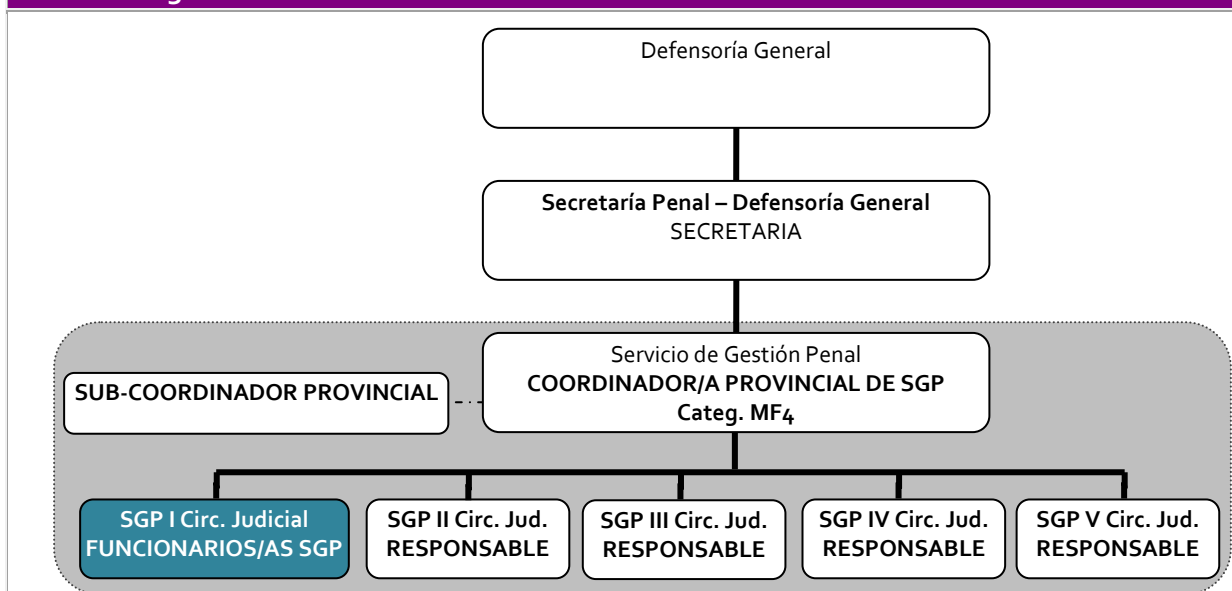 Defensoría General
Secretaría Penal – Defensoría General
SECRETARIA
Servicio de Gestión Penal
COORDINADOR/A PROVINCIAL DE SGP
Categ. MF4
SUB-COORDINADOR PROVINCIAL
SGP I Circ. Judicial
FUNCIONARIOS/AS SGP
SGP II Circ. Jud.
RESPONSABLE
SGP III Circ. Jud.
RESPONSABLE
SGP IV Circ. Jud.
RESPONSABLE
SGP V Circ. Jud.
RESPONSABLE